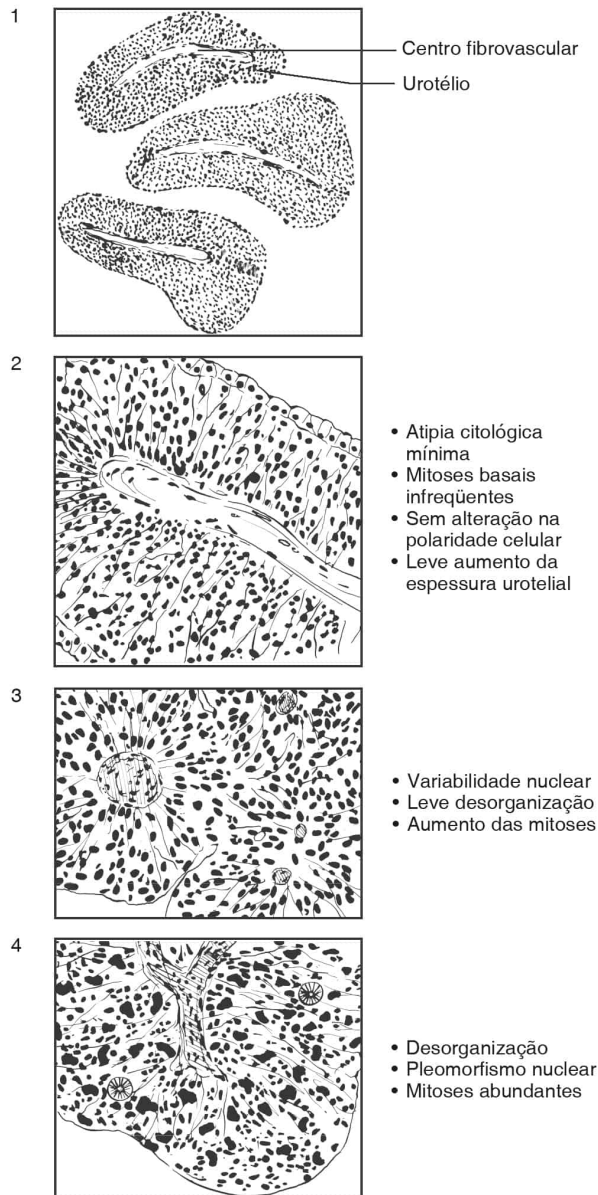 1
Centro fibrovascular
Urotélio
2
• Atipia citológica
mínima
• Mitoses basais
infreqüentes
• Sem alteração na
polaridade celular
• Leve aumento da
espessura urotelial
3
• Variabilidade nuclear
• Leve desorganização
• Aumento das mitoses
4
• Desorganização
• Pleomorfismo nuclear
• Mitoses abundantes